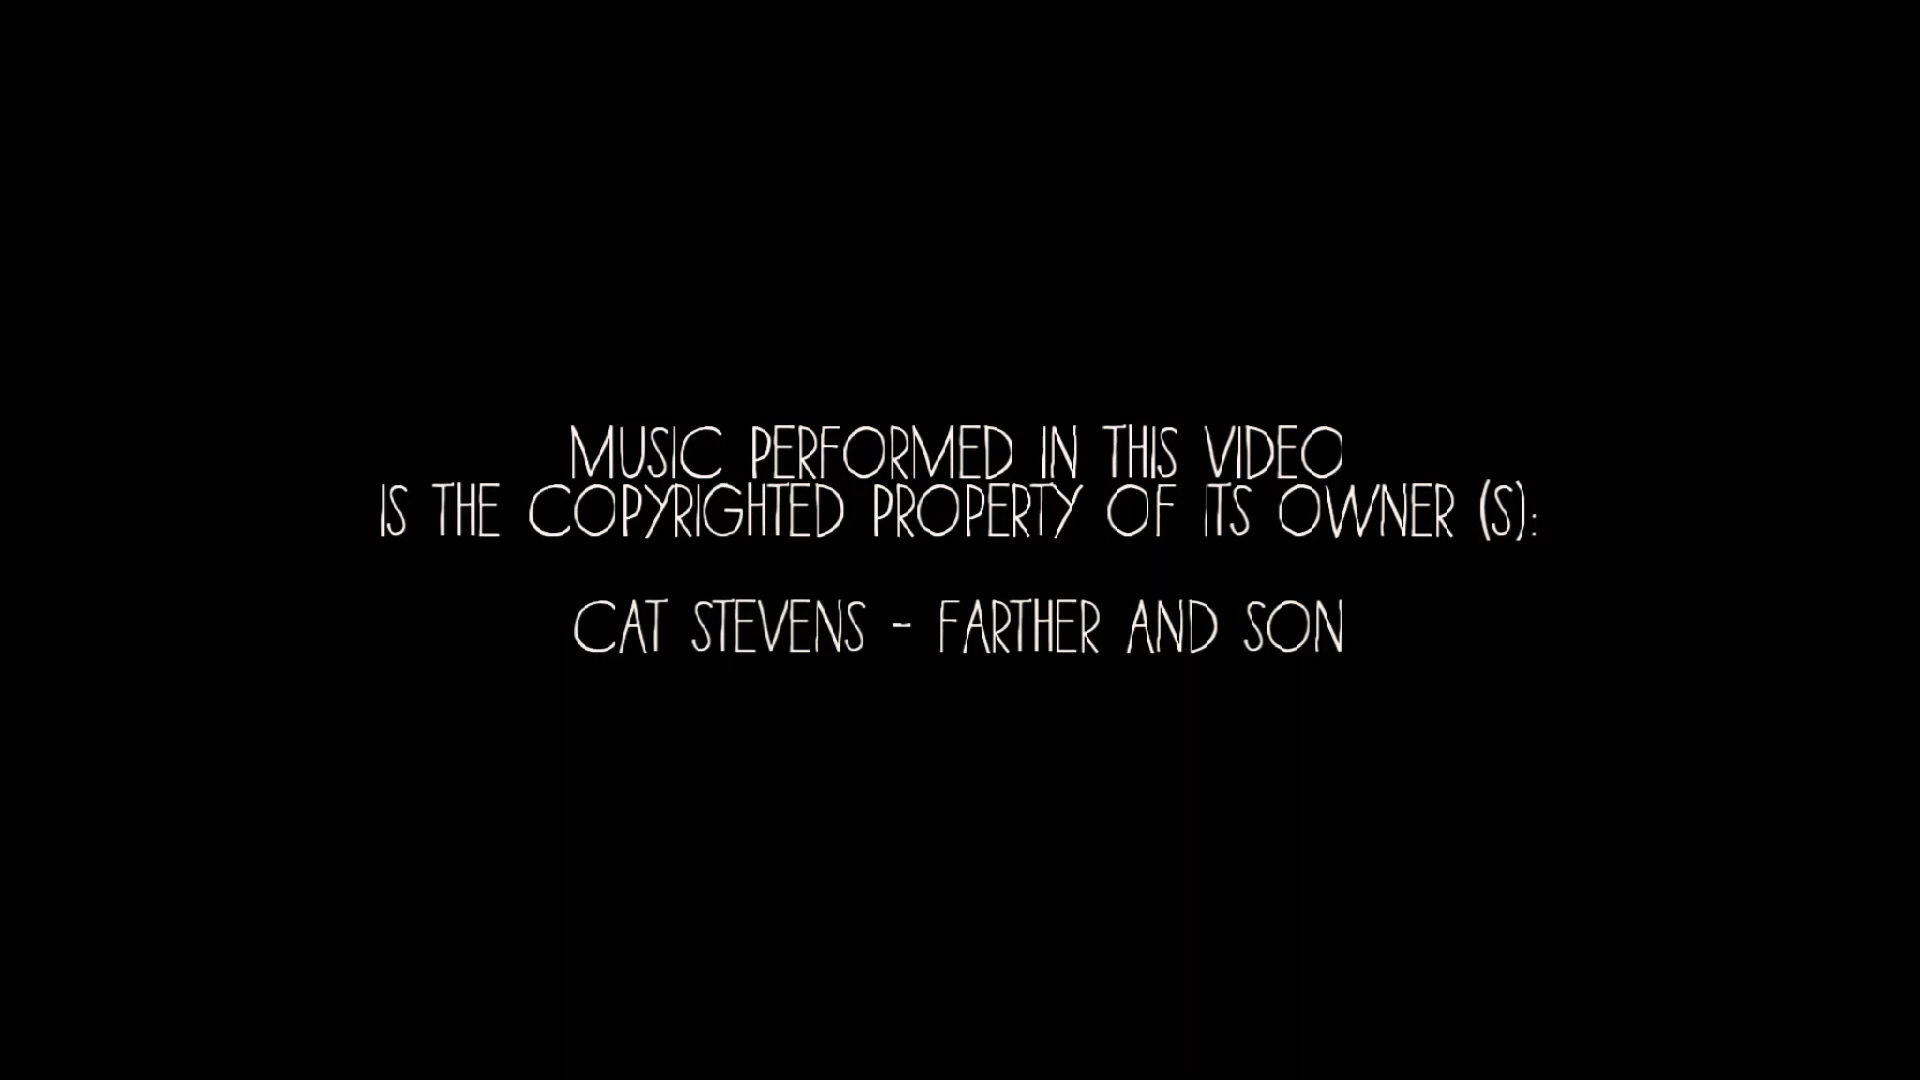 MUSIC PERFORMED IN THIS VIDEO
IS THE COPYRIGHTED PROPERTY OF ITS OWNER (S):
CAT STEVENS - FARTHER AND SON